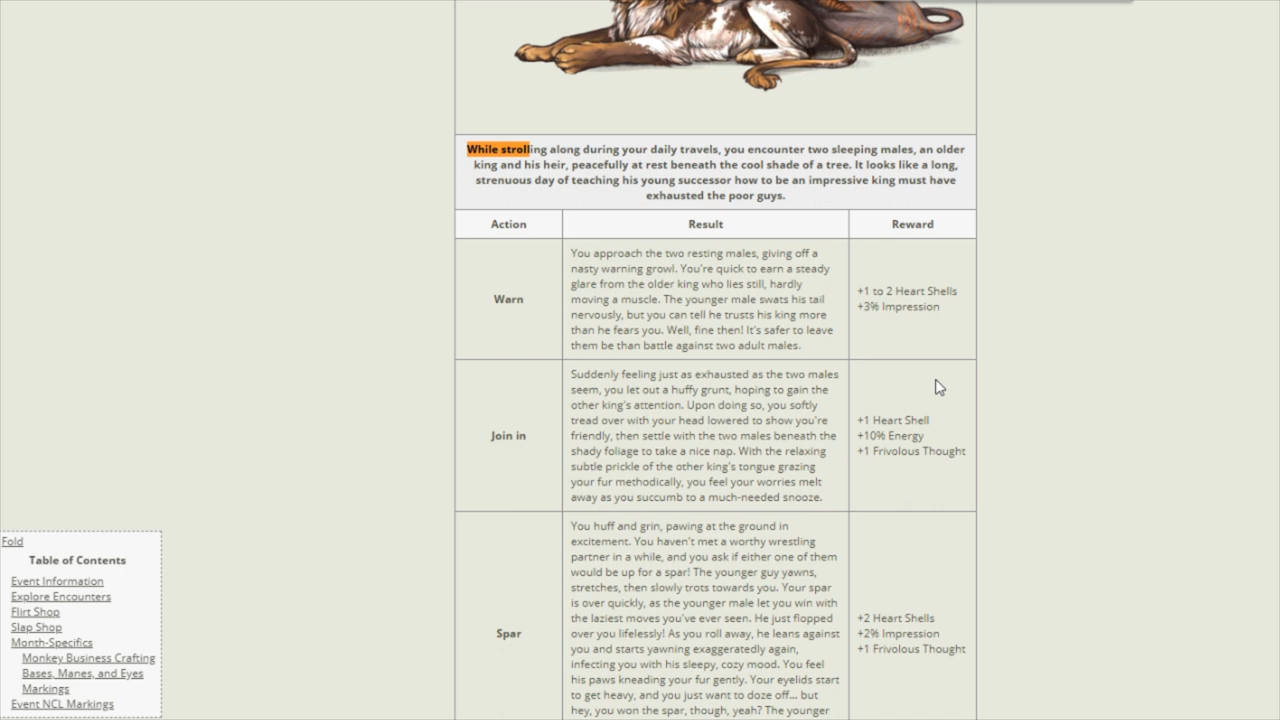 While strolling along during your daily travels, you encounter two sleeping males, an older
king and his heir, peacefully at rest beneath the cool shade of a tree. It looks like a long,
strenuous day of teaching his young successor how to be an impressive king must have
exhausted the poor guys.
Action Result Reward
You approach the two resting males, giving off a
nasty warning growl. You're quick to earn a steady
glare from the older king who lies still, hardly
moving a muscle. The younger male swats his tail
nervously, but you can tell he trusts his king more
than he fears you. Well, fine then! It's safer to leave
them be than battle against two adult males.
Warn
+1 to 2 Heart Shells
+3% Impression
Suddenly feeling just as exhausted as the two males
seem, you let out a huffy grunt, hoping to gain the
other king's attention. Upon doing so, you softly
tread over with your head lowered to show you're
friendly, then settle with the two males beneath the
shady foliage to take a nice nap. With the relaxing
subtle prickle of the other king's tongue grazing
your fur methodically, you feel your worries melt
away as you succumb to a much-needed snooze.
Join in
+1 Heart Shell
+10% Energy
+1 Frivolous Thought
You huff and grin, pawing at the ground in
excitement. You haven't met a worthy wrestling
partner in a while, and you ask if either one of them
would be up for a spar! The younger guy yawns,
stretches, then slowly trots towards you. Your spar
is over quickly, as the younger male let you win with
the laziest moves you've ever seen. He just flopped
over you lifelessly! As you roll away, he leans against
you and starts yawning exaggeratedly again,
infecting you with his sleepy, cozy mood. You feel
his paws kneading your fur gently. Your eyelids start
to get heavy, and you just want to doze off... but
hey, you won the spar, though, yeah? The younger
Spar
+2 Heart Shells
+2% Impression
+1 Frivolous Thought
Fold
Table of Contents
Event Information
Explore Encounters
Flirt Shop
Slap Shop
Month-Specifics
Monkey Business Crafting
Bases, Manes, and Eyes
Markings
Event NCL Markings